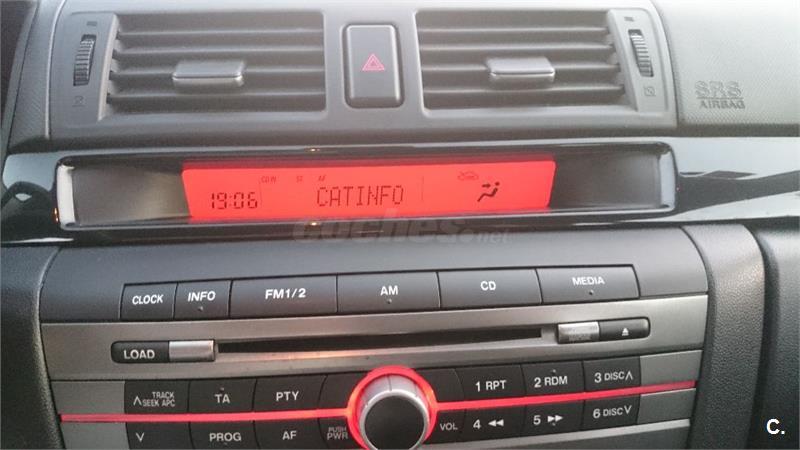 SRS
AIRBAG
CD IN ST AF
19:06 CATINFO
coches.net
CLOCK INFO FM1/2 AM CD MEDIA
LOAD
TRACK
SEEK APC TA PTY 1 RPT 2 RDM 3 DISC
PROG AF PUSH
PWR VOL 4 5 6 DISC
C.